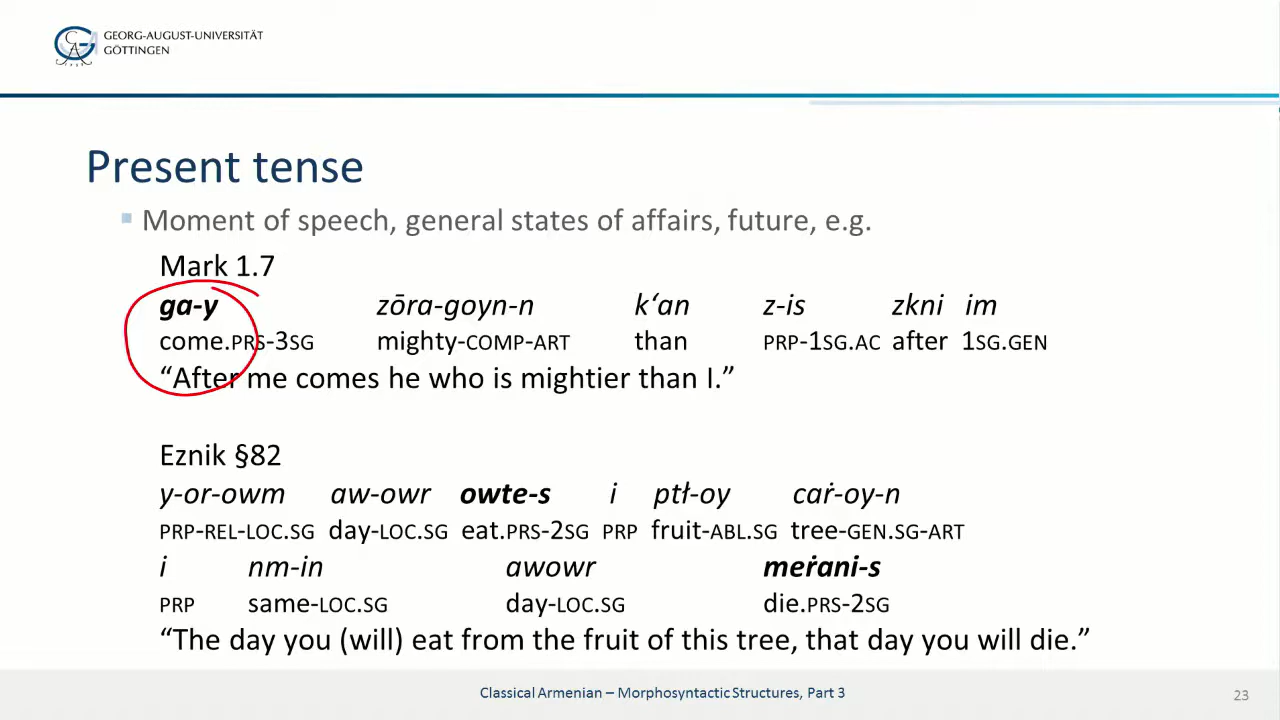 GEORG-AUGUST-UNIVERSITÄT
GÖTTINGEN
Present tense
Moment of speech, general states of affairs, future, e.g.
Mark 1.7
ga-y zōra-goyn-n k‘an z-is zkni im
come.PRS-3SG mighty-COMP-ART than PRP-1SG.AC after 1SG.GEN
“After me comes he who is mightier than I.”
Eznik §82
y-or-owm aw-owr owte-s i ptł-oy caṙ-oy-n
PRP-REL-LOC.SG day-LOC.SG eat.PRS-2SG PRP fruit-ABL.SG tree-GEN.SG-ART
i nm-in awowr meṙani-s
PRP same-LOC.SG day-LOC.SG die.PRS-2SG
“The day you (will) eat from the fruit of this tree, that day you will die.”
Classical Armenian – Morphosyntactic Structures, Part 3
23